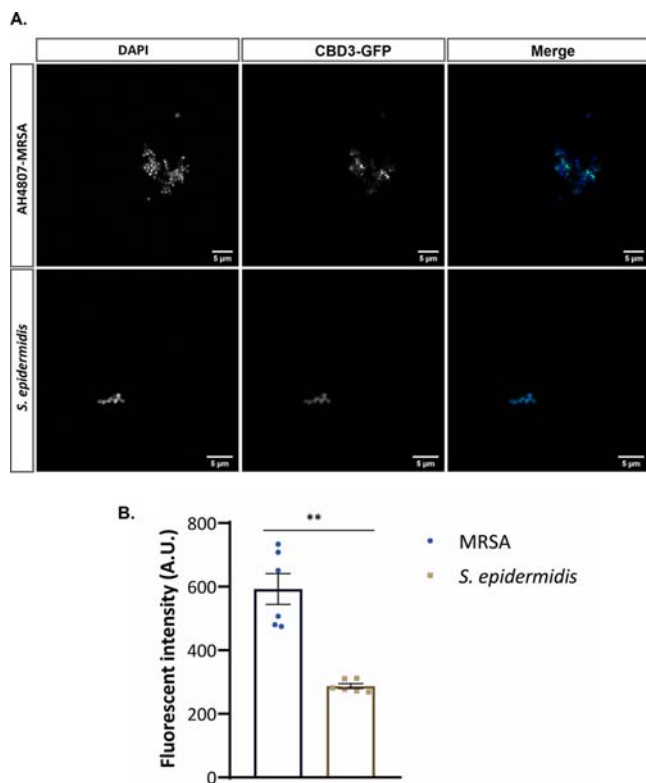 A.
DAPI CBD3-GFP Merge
AH4807-MRSA
5 µm 5 µm 5 µm
S. epidermidis
5 µm 5 µm 5 µm
B.
**
Fluorescent intensity (A.U.)
800
600
400
200
0
MRSA
S. epidermidis